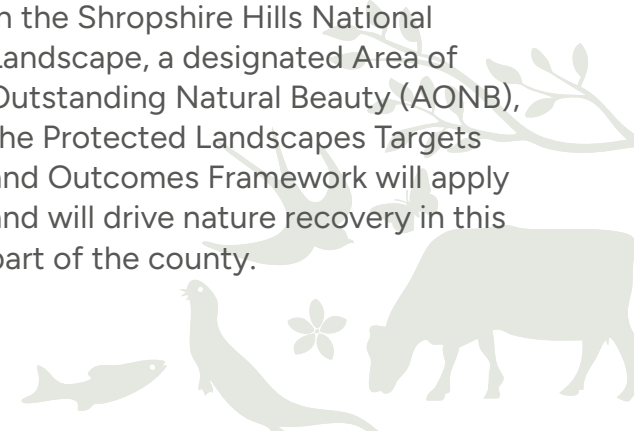 n the Shropshire Hills National
Landscape, a designated Area of
Outstanding Natural Beauty (AONB),
the Protected Landscapes Targets
and Outcomes Framework will apply
and will drive nature recovery in this
part of the county.